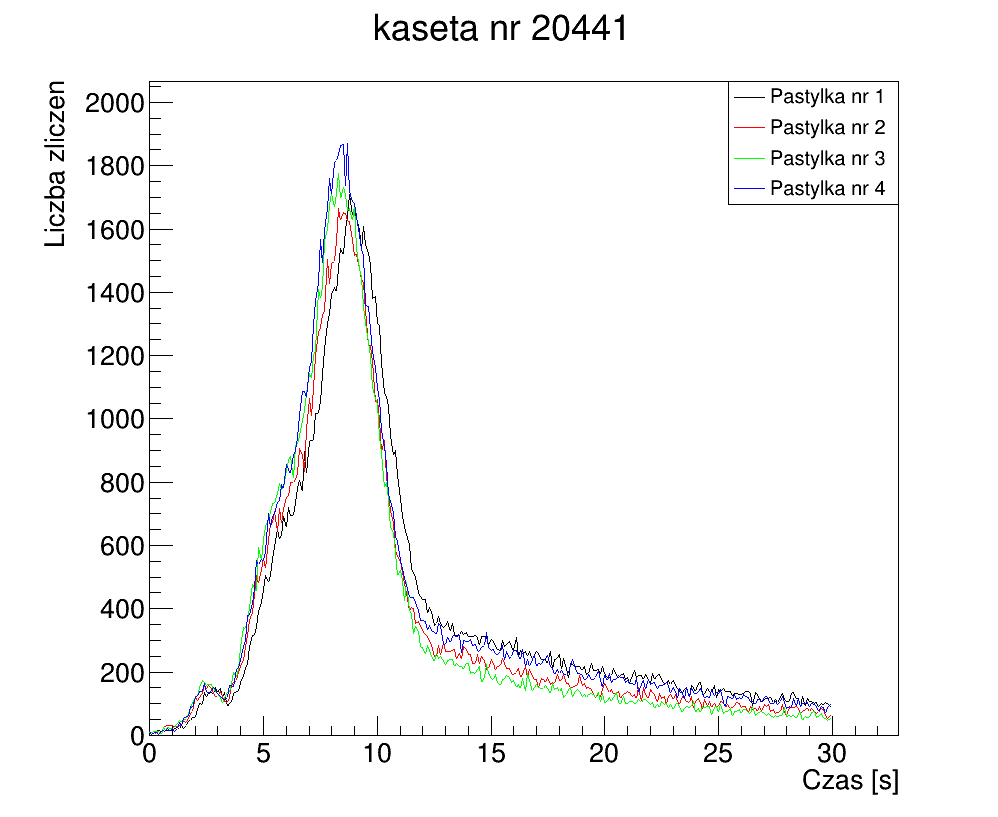 kaseta nr 20441
Liczba zliczen
2000
1800
1600
1400
1200
1000
800
600
400
200
0
Pastylka nr 1
Pastylka nr 2
Pastylka nr 3
Pastylka nr 4
0 5 10 15 20 25 30
Czas [s]